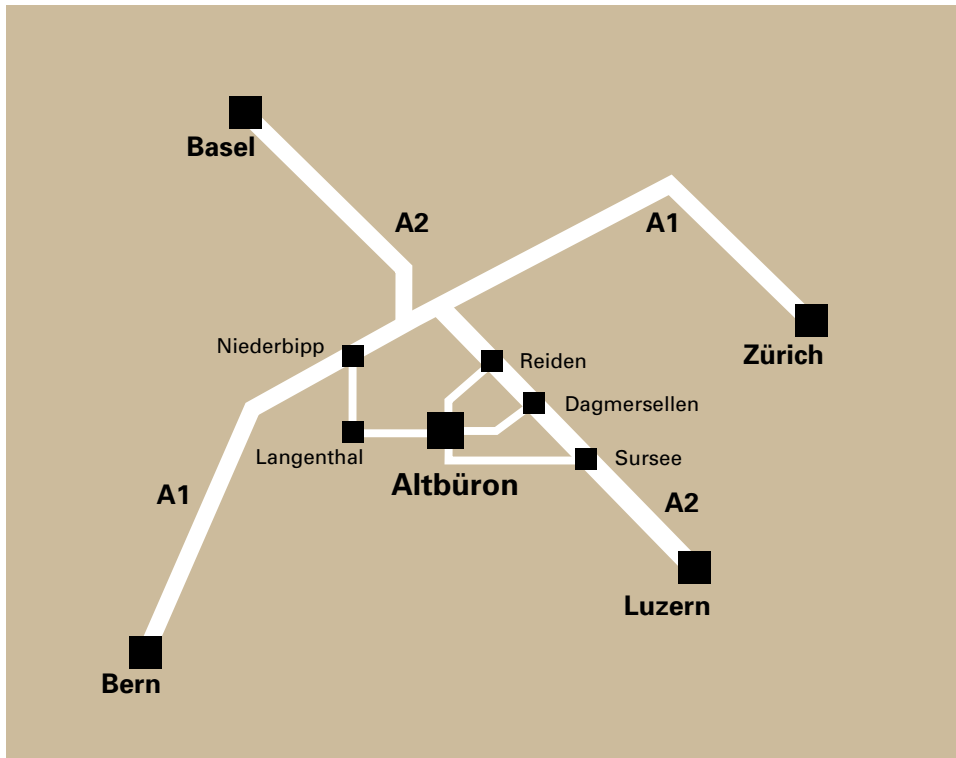 Basel
A2
A1
Zürich
Niederbipp
Reiden
Dagmersellen
Langenthal
Sursee
Altbüron
A1
A2
Luzern
Bern